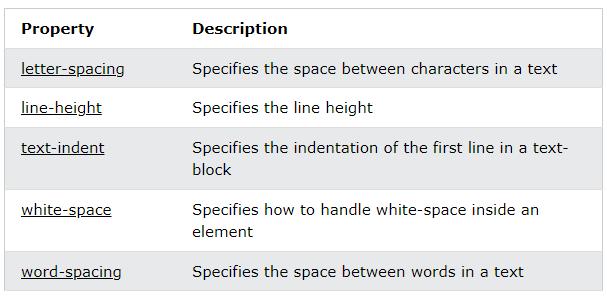 Property Description
letter-spacing Specifies the space between characters in a text
line-height Specifies the line height
text-indent Specifies the indentation of the first line in a text-
block
white-space Specifies how to handle white-space inside an
element
word-spacing Specifies the space between words in a text